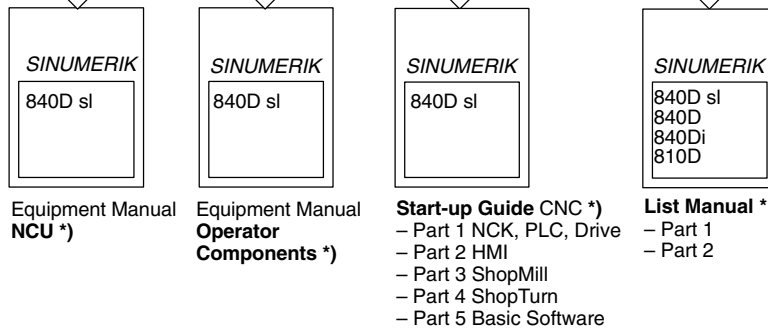 SINUMERIK
840D sl
Equipment Manual
NCU *)
SINUMERIK
840D sl
Equipment Manual
Operator
Components *)
SINUMERIK
840D sl
Start-up Guide CNC *)
– Part 1 NCK, PLC, Drive
– Part 2 HMI
– Part 3 ShopMill
– Part 4 ShopTurn
– Part 5 Basic Software
SINUMERIK
840D sl
840D
840Di
810D
List Manual *
– Part 1
– Part 2